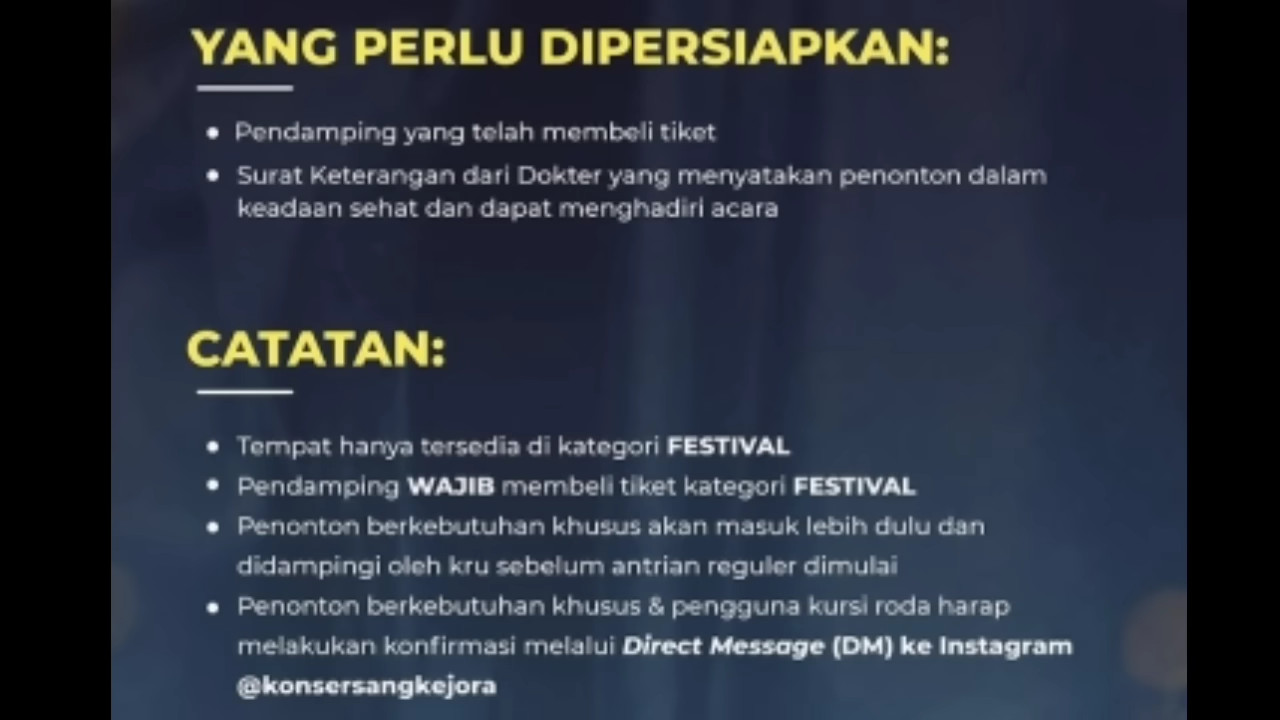 YANG PERLU DIPERSIAPKAN:
• Pendamping yang telah membeli tiket
• Surat Keterangan dari Dokter yang menyatakan penonton dalam
keadaan sehat dan dapat menghadiri acara
CATATAN:
• Tempat hanya tersedia di kategori FESTIVAL
• Pendamping WAJIB membeli tiket kategori FESTIVAL
• Penonton berkebutuhan khusus akan masuk lebih dulu dan
didampingi oleh kru sebelum antrian reguler dimulai
• Penonton berkebutuhan khusus & pengguna kursi roda harap
melakukan konfirmasi melalui Direct Message (DM) ke Instagram
@konsersangkejora